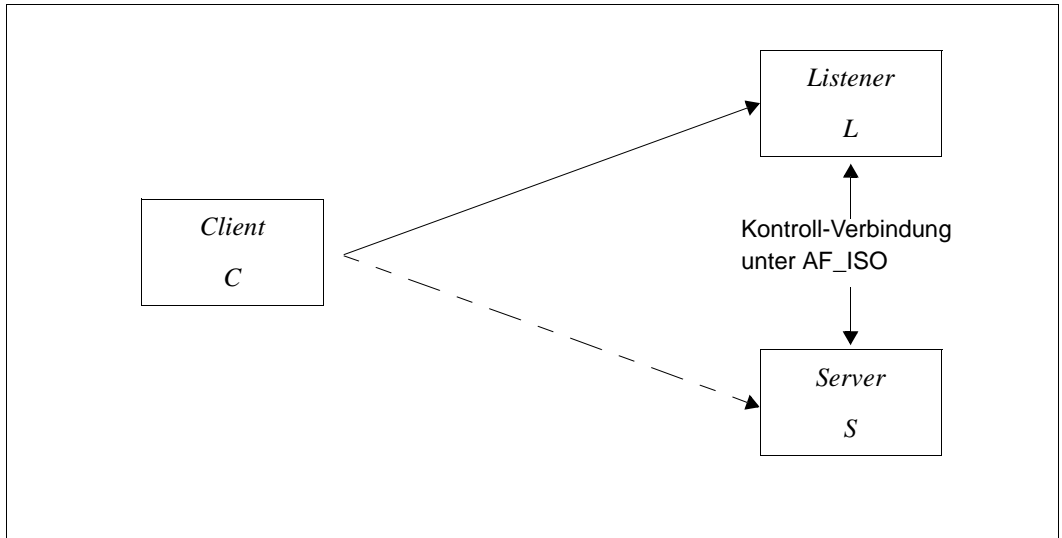 Listener
L
Client
C
Kontroll-Verbindung
unter AF_ISO
Server
S